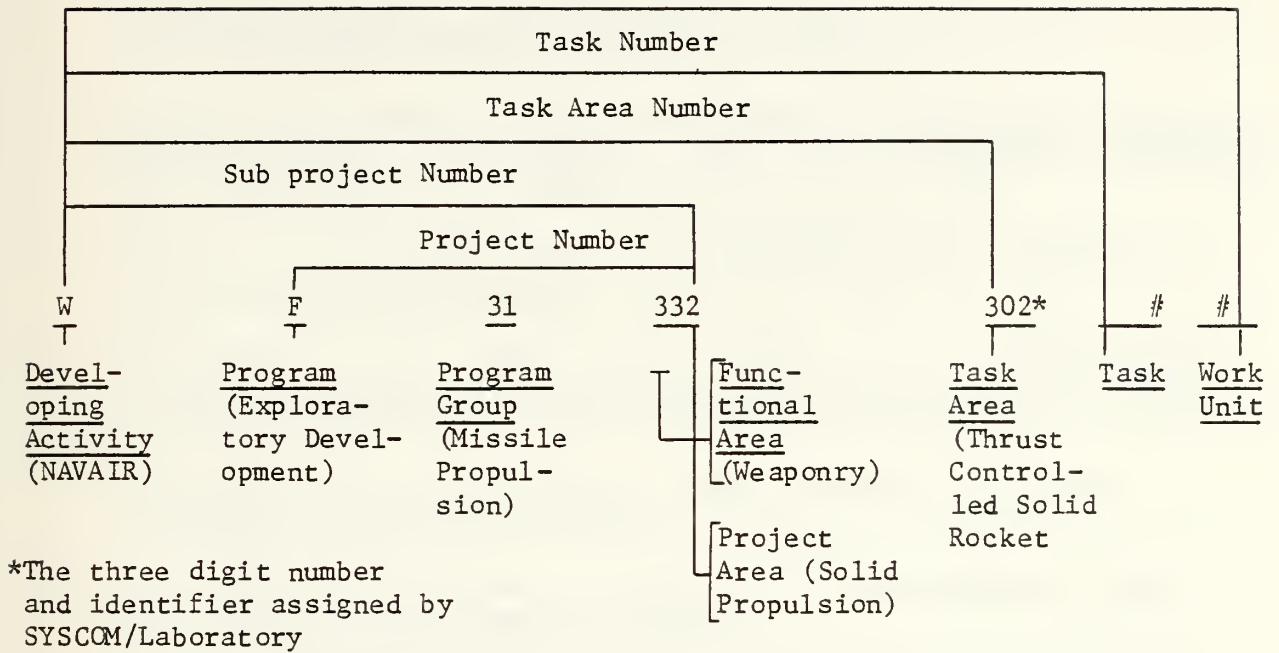 Task Number
Task Area Number
Sub project Number
Project Number
W F 31 332 302* # #
Devel-
oping
Activity
(NAVAIR)
Program
(Explora-
tory Devel-
opment)
Program
Group
(Missile
Propul-
sion)
Func-
tional
Area
(Weaponry)
Project
Area (Solid
Propulsion)
Task
Area
(Thrust
Control-
led Solid
Rocket
Task
Work
Unit
*The three digit number
and identifier assigned by
SYSCOM/Laboratory